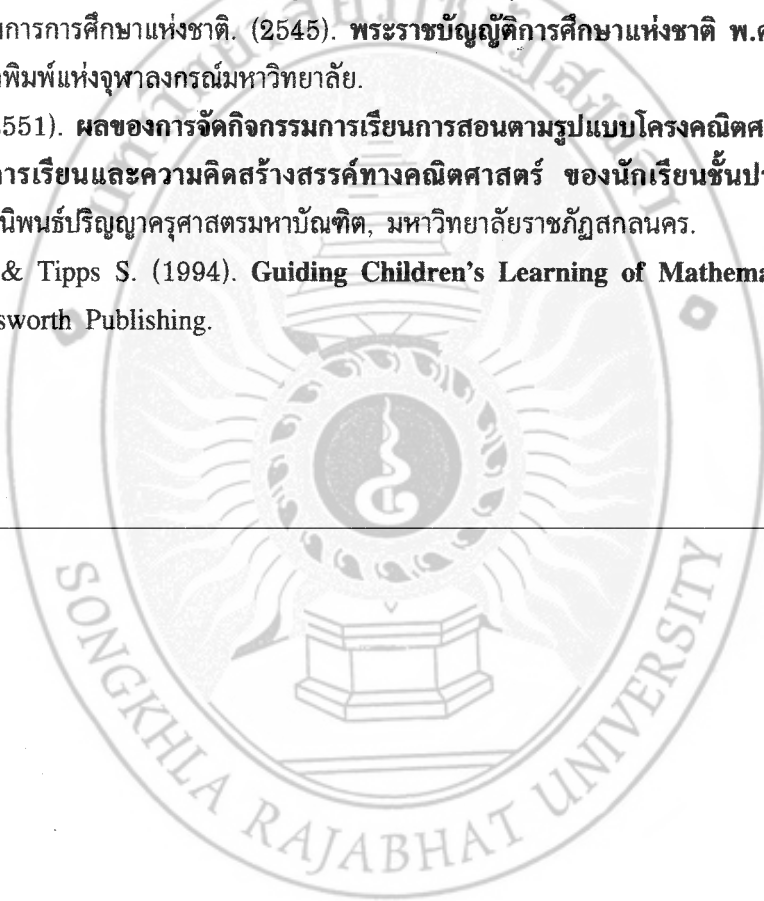 นการการศึกษาแห่งชาติ. (2545). พระราชบัญญัติการศึกษาแห่งชาติ พ.ศ
พิมพ์แห่งจุฬาลงกรณ์มหาวิทยาลัย.
551). ผลของการจัดกิจกรรมการเรียนการสอนตามรูปแบบโครงคณิตศ
การเรียนและความคิดสร้างสรรค์ทางคณิตศาสตร์ ของนักเรียนชั้นปร
นิพนธ์ปริญญาครุศาสตรมหาบัณฑิต, มหาวิทยาลัยราชภัฏสกลนคร.
& Tipps S. (1994). Guiding Children's Learning of Mathema
sworth Publishing.
SONGKHLA RAJABHAT UNIVERSITY